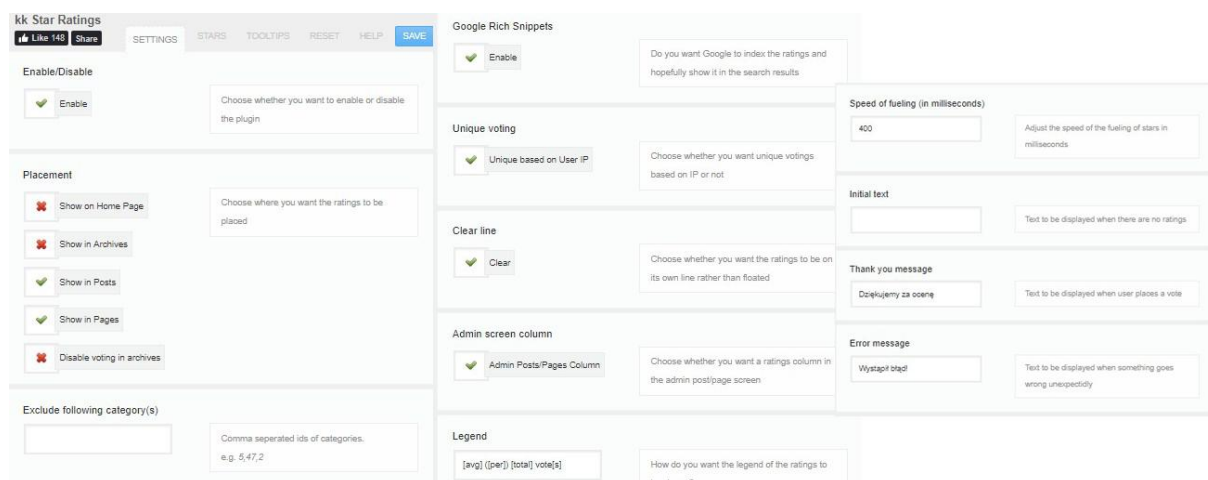 kk Star Ratings
Like 148 Share
SETTINGS STARS TOOLTIPS RESET HELP SAVE
Enable/Disable
Enable
Choose whether you want to enable or disable
the plugin
Placement
Show on Home Page
Choose where you want the ratings to be
placed
Show in Archives
Show in Posts
Show in Pages
Disable voting in archives
Exclude following category(s)
Comma seperated ids of categories.
e.g. 5,47,2
Google Rich Snippets
Enable
Do you want Google to index the ratings and
hopefully show it in the search results
Unique voting
Unique based on User IP
Choose whether you want unique votings
based on IP or not
Clear line
Clear
Choose whether you want the ratings to be on
its own line rather than floated
Admin screen column
Admin Posts/Pages Column
Choose whether you want a ratings column in
the admin post/page screen
Legend
[avg] ([per]) [total] vote[s]
How do you want the legend of the ratings to
Speed of fueling (in milliseconds)
400
Adjust the speed of the fueling of stars in
milliseconds
Initial text
Text to be displayed when there are no ratings
Thank you message
Dziękujemy za ocenę
Text to be displayed when user places a vote
Error message
Wystąpił błąd!
Text to be displayed when something goes
wrong unexpectidly